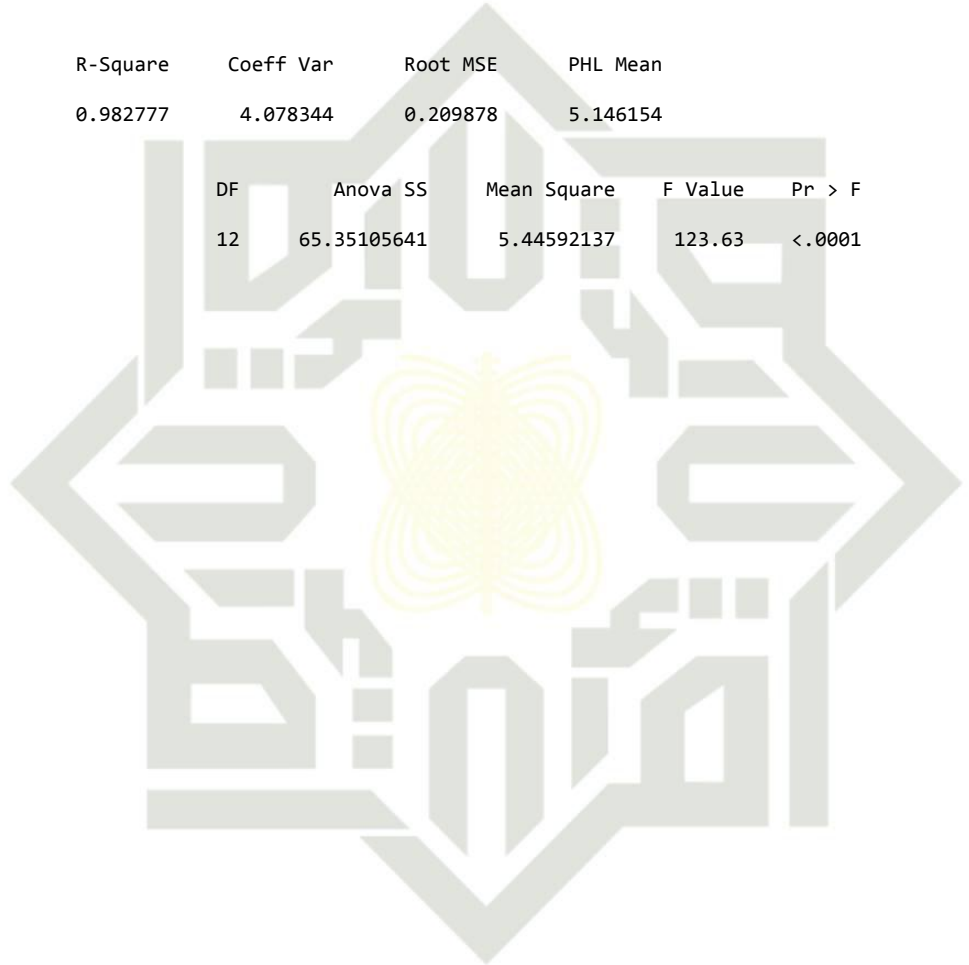 R-Square Coeff Var Root MSE PHL Mean
0.982777 4.078344 0.209878 5.146154
DF Anova SS Mean Square F Value Pr > F
12 65.35105641 5.44592137 123.63 <.0001